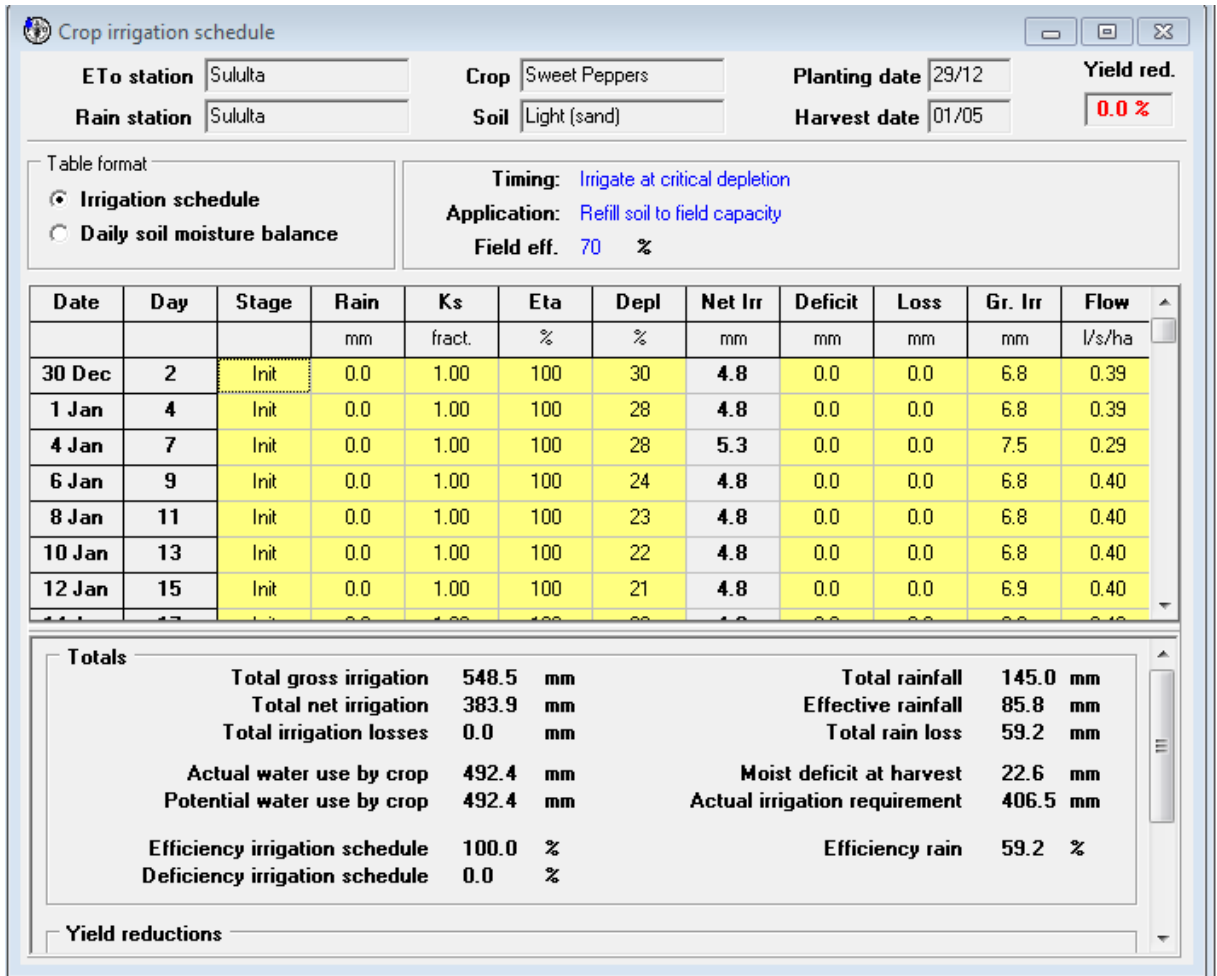 Crop irrigation schedule
ETo station Sululta Crop Sweet Peppers Planting date 29/12 Yield red.
Rain station Sululta Soil Light (sand) Harvest date 01/05 0.0 %
Table format
Irrigation schedule
Daily soil moisture balance
Timing: Irrigate at critical depletion
Application: Refill soil to field capacity
Field eff. 70 %
Date Day Stage Rain Ks Eta Depl Net Irr Deficit Loss Gr. Irr Flow
mm fract. % % mm mm mm mm l/s/ha
30 Dec 2 Init 0.0 1.00 100 30 4.8 0.0 0.0 6.8 0.39
1 Jan 4 Init 0.0 1.00 100 28 4.8 0.0 0.0 6.8 0.39
4 Jan 7 Init 0.0 1.00 100 28 5.3 0.0 0.0 7.5 0.29
6 Jan 9 Init 0.0 1.00 100 24 4.8 0.0 0.0 6.8 0.40
8 Jan 11 Init 0.0 1.00 100 23 4.8 0.0 0.0 6.8 0.40
10 Jan 13 Init 0.0 1.00 100 22 4.8 0.0 0.0 6.8 0.40
12 Jan 15 Init 0.0 1.00 100 21 4.8 0.0 0.0 6.9 0.40
Totals
Total gross irrigation 548.5 mm Total rainfall 145.0 mm
Total net irrigation 383.9 mm Effective rainfall 85.8 mm
Total irrigation losses 0.0 mm Total rain loss 59.2 mm
Actual water use by crop 492.4 mm Moist deficit at harvest 22.6 mm
Potential water use by crop 492.4 mm Actual irrigation requirement 406.5 mm
Efficiency irrigation schedule 100.0 % Efficiency rain 59.2 %
Deficiency irrigation schedule 0.0 %
Yield reductions